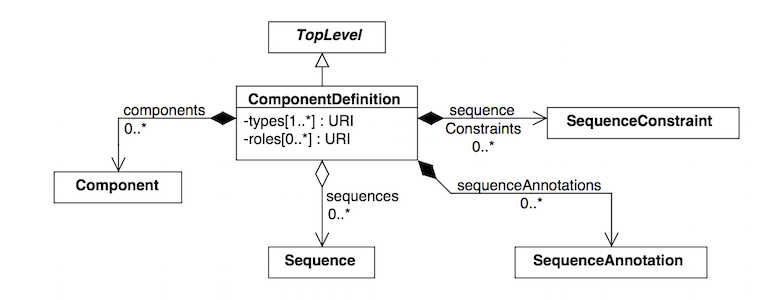 TopLevel
ComponentDefinition
-types[1..*] : URI
-roles[0..*] : URI
components
0..*
sequence
Constraints
0..*
SequenceConstraint
Component
sequences
0..*
sequenceAnnotations
0..*
Sequence
SequenceAnnotation